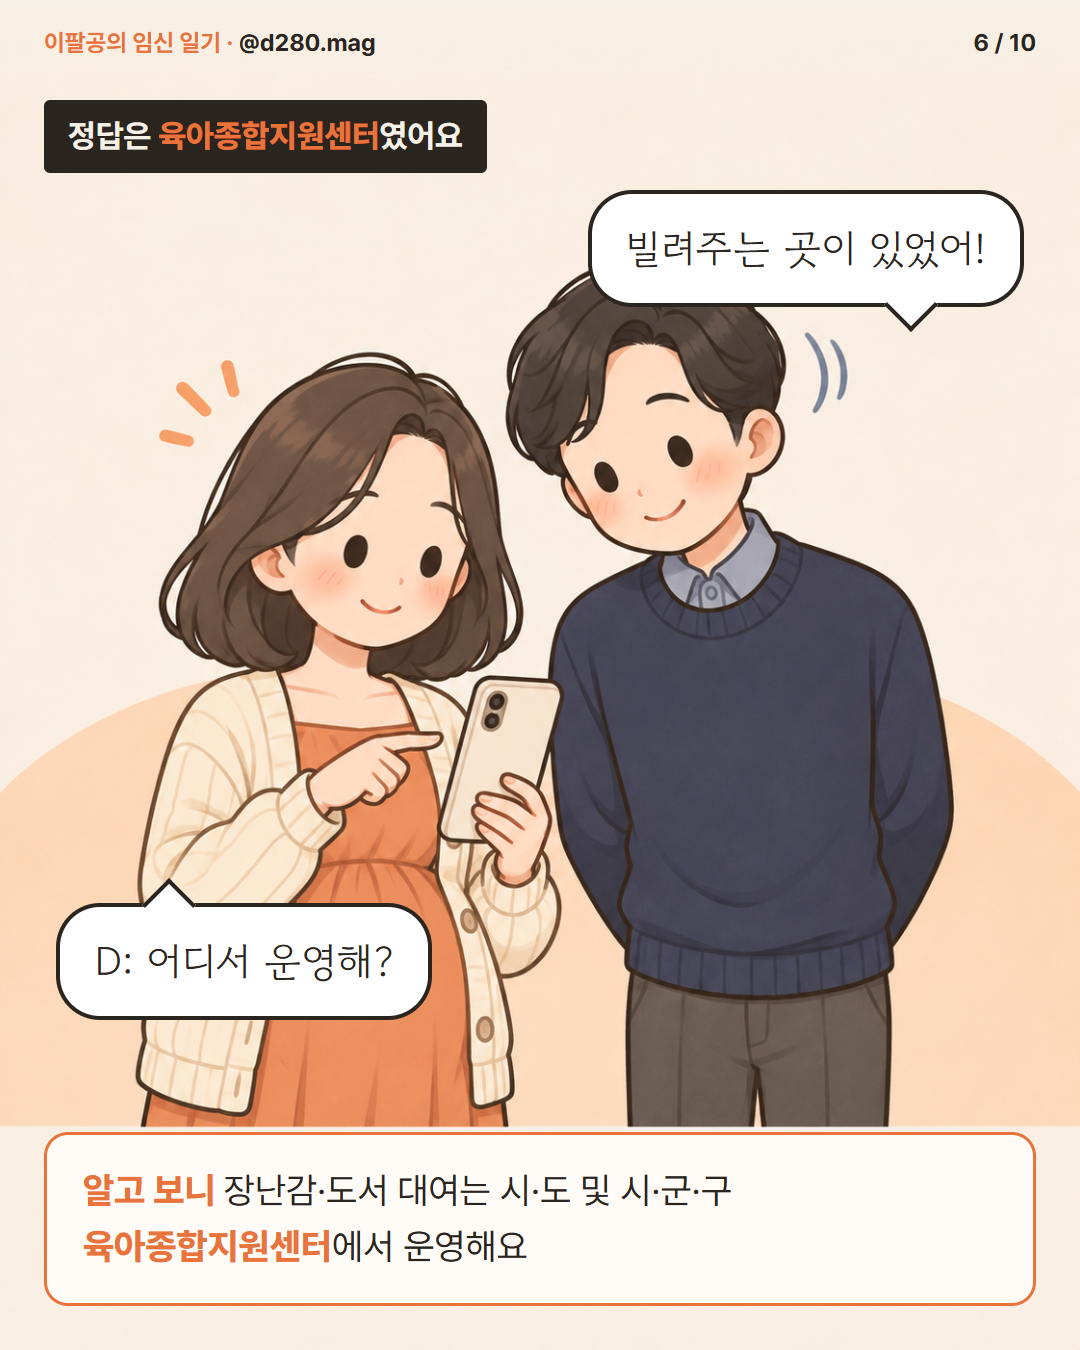 이팔공의 임신 일기 · @d280.mag
6 / 10
정답은 육아종합지원센터였어요
빌려주는 곳이 있었어!
D: 어디서 운영해?
알고 보니 장난감·도서 대여는 시·도 및 시·군·구
육아종합지원센터에서 운영해요